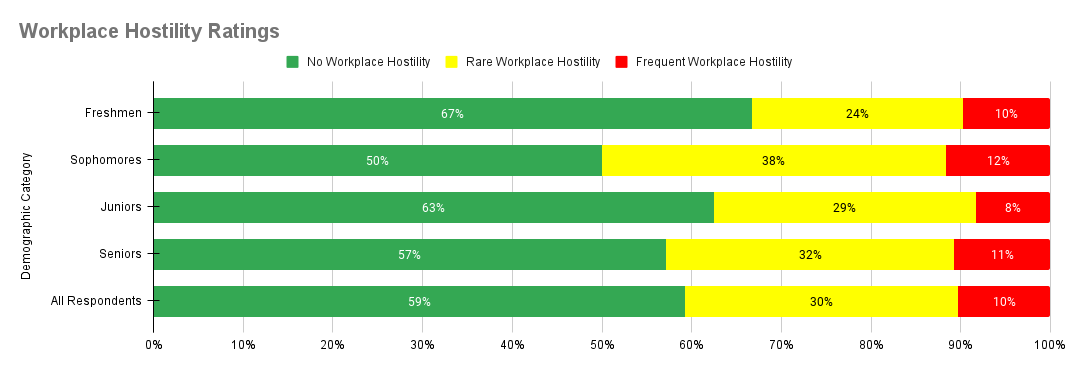 Workplace Hostility Ratings
No Workplace Hostility Rare Workplace Hostility Frequent Workplace Hostility
Demographic Category
Freshmen 67% 24% 10%
Sophomores 50% 38% 12%
Juniors 63% 29% 8%
Seniors 57% 32% 11%
All Respondents 59% 30% 10%
0% 10% 20% 30% 40% 50% 60% 70% 80% 90% 100%